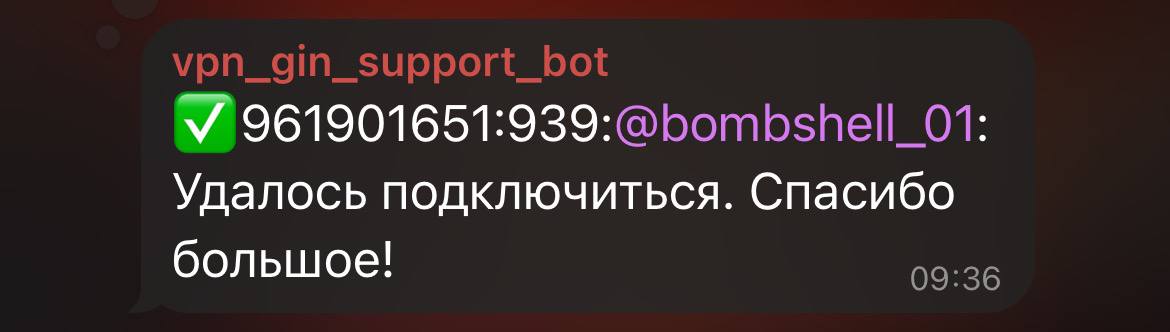 vpn_gin_support_bot
✅961901651:939:@bombshell_01:
Удалось подключиться. Спасибо
большое!
09:36